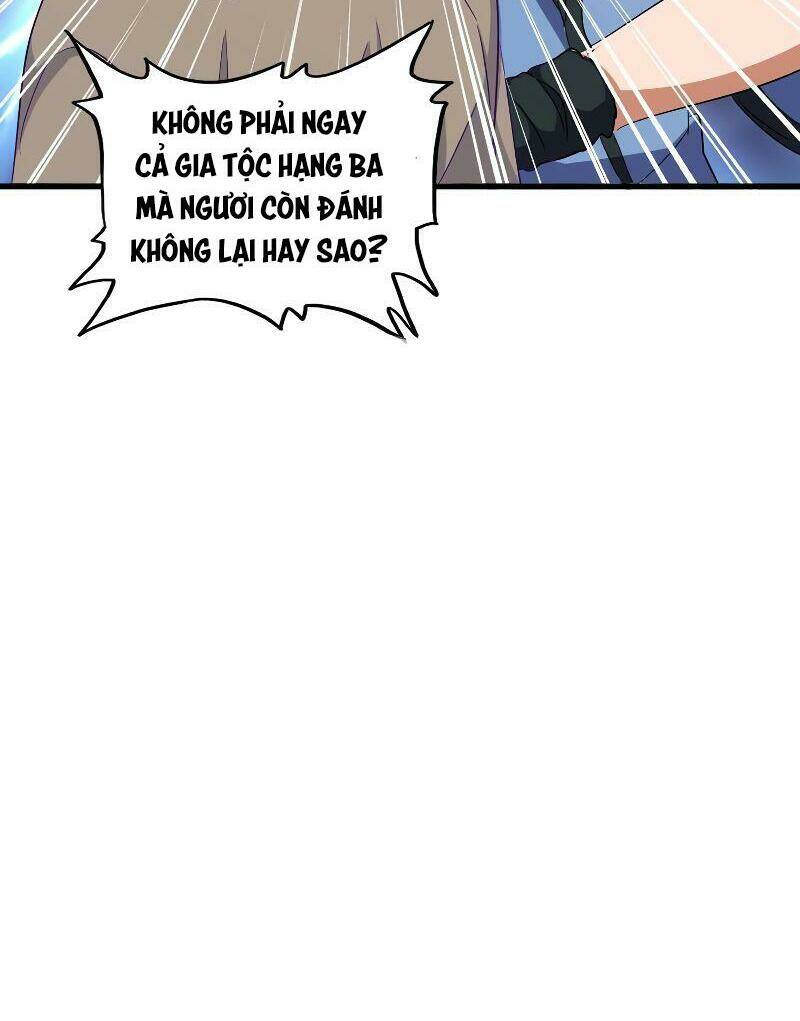 KHÔNG PHẢI NGAY
CẢ GIA TỘC HẠNG BA
MÀ NGƯƠI CÒN ĐÁNH
KHÔNG LẠI HAY SAO?